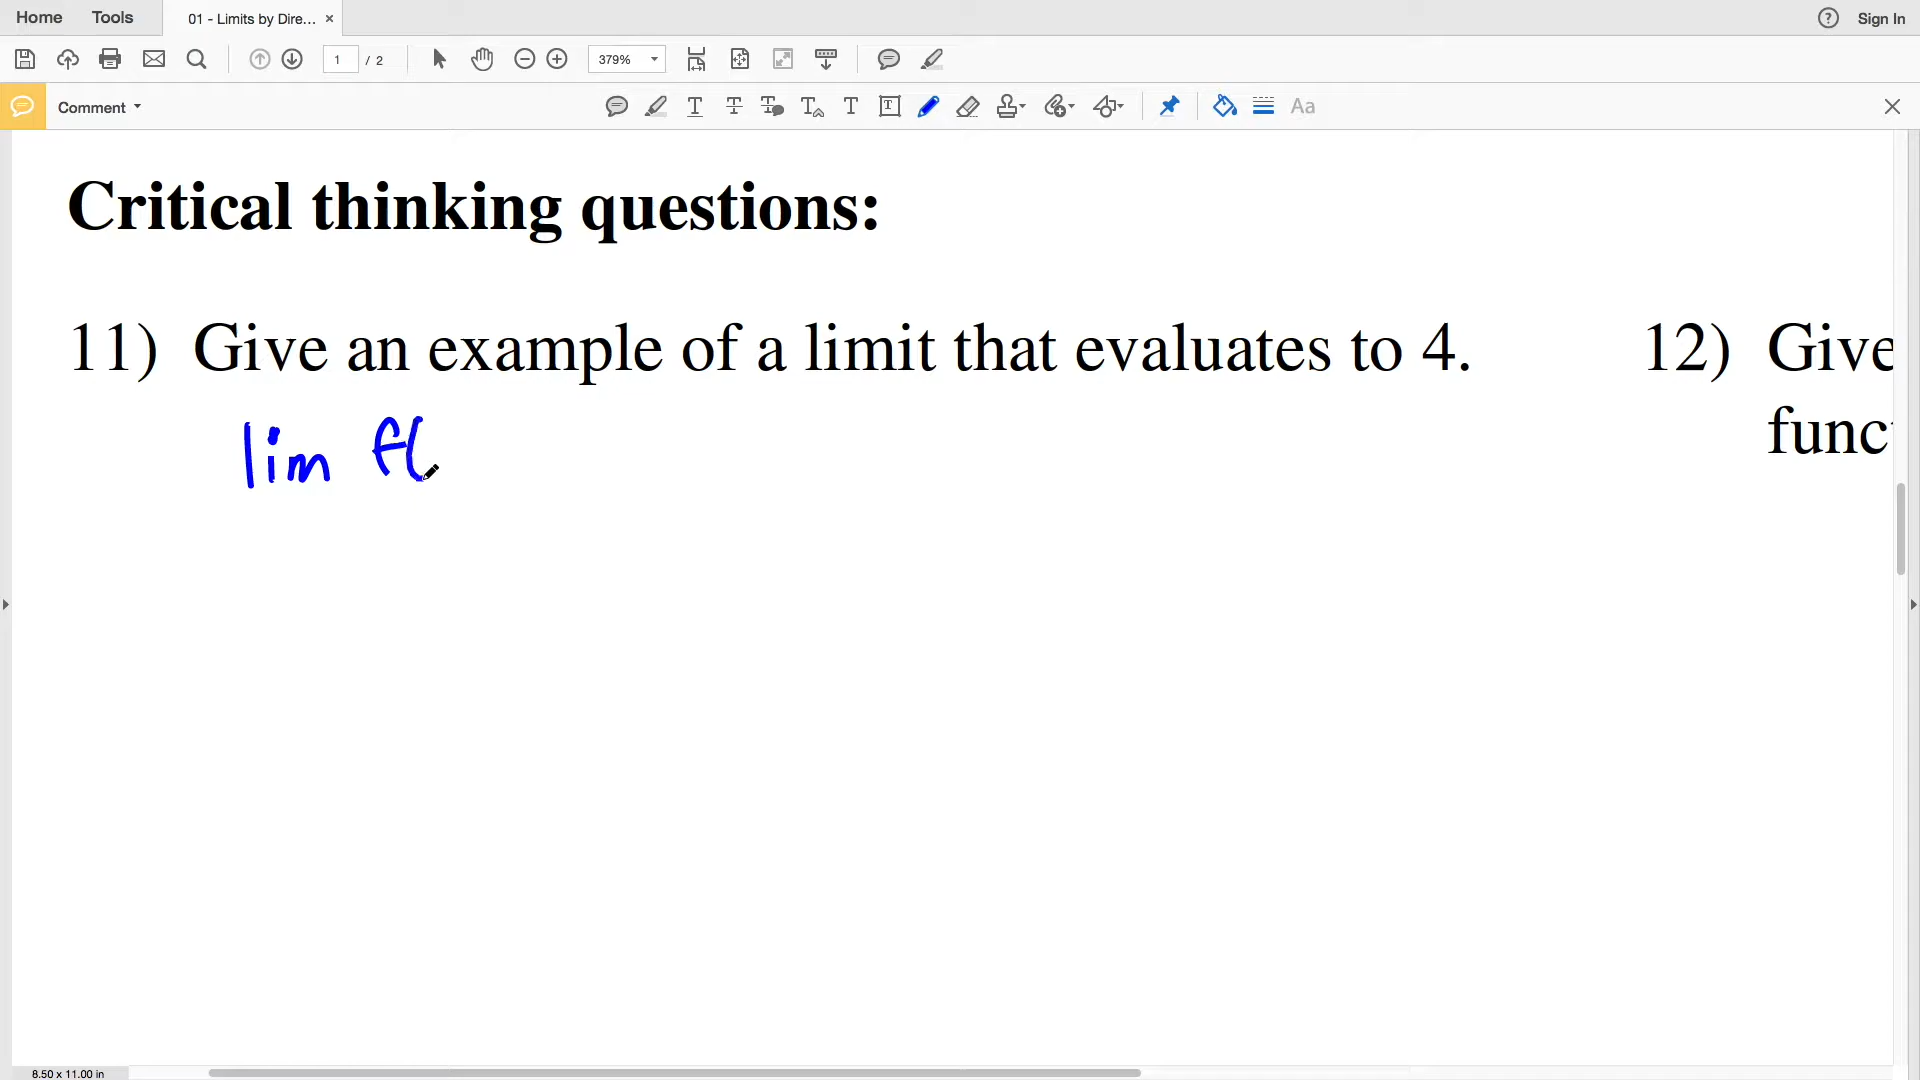 Home Tools 01 - Limits by Dire... × ? Sign In
1 / 2 379%
Comment T T T T T T Aa
Critical thinking questions:
11) Give an example of a limit that evaluates to 4. 12) Give
lim f( func
8.50 x 11.00 in